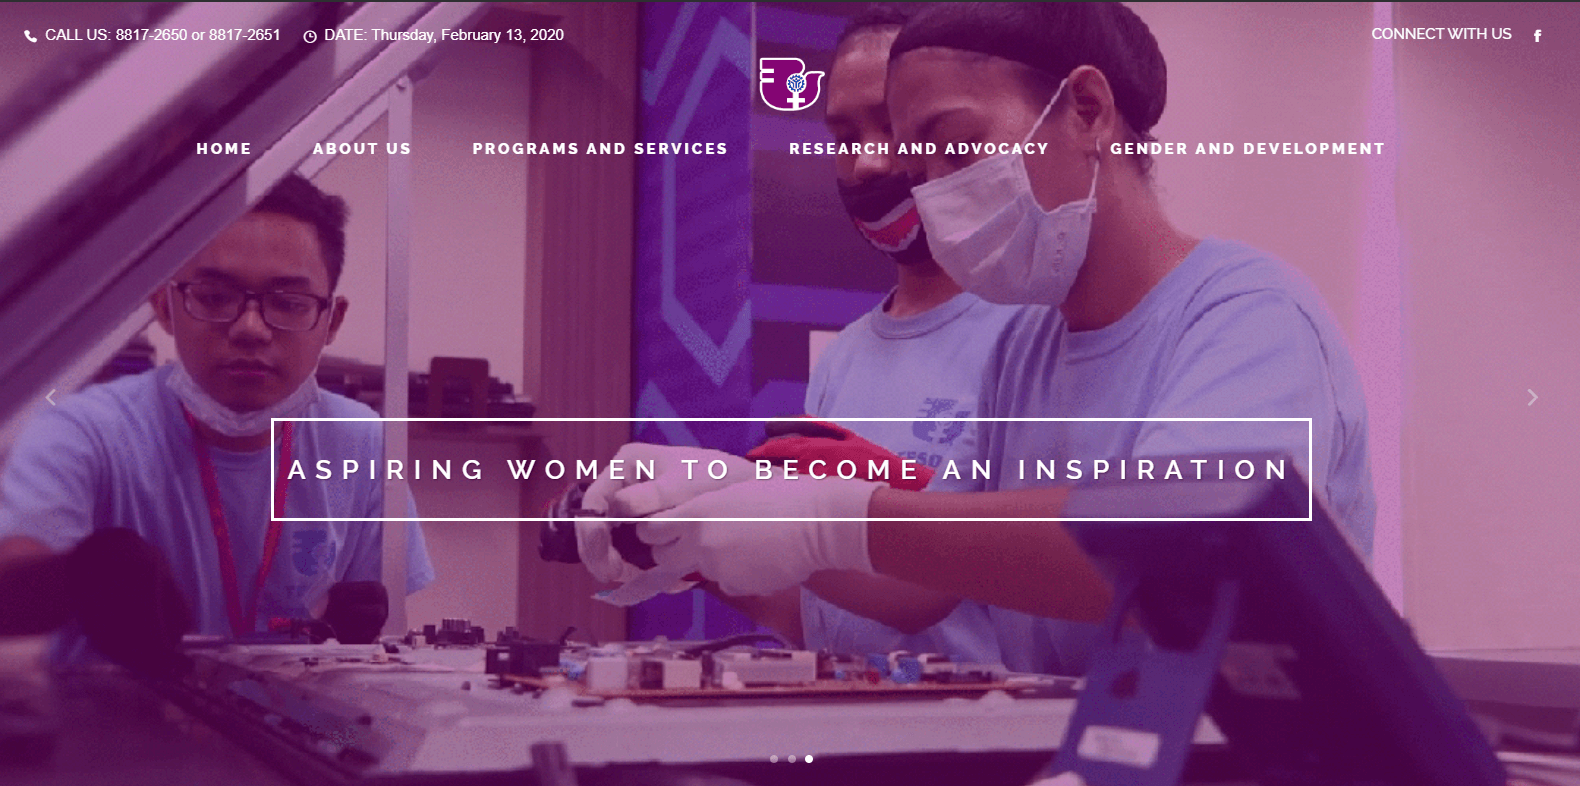 CALL US: 8817-2650 or 8817-2651 DATE: Thursday, February 13, 2020 CONNECT WITH US f
HOME ABOUT US PROGRAMS AND SERVICES RESEARCH AND ADVOCACY GENDER AND DEVELOPMENT
ASPIRING WOMEN TO BECOME AN INSPIRATION